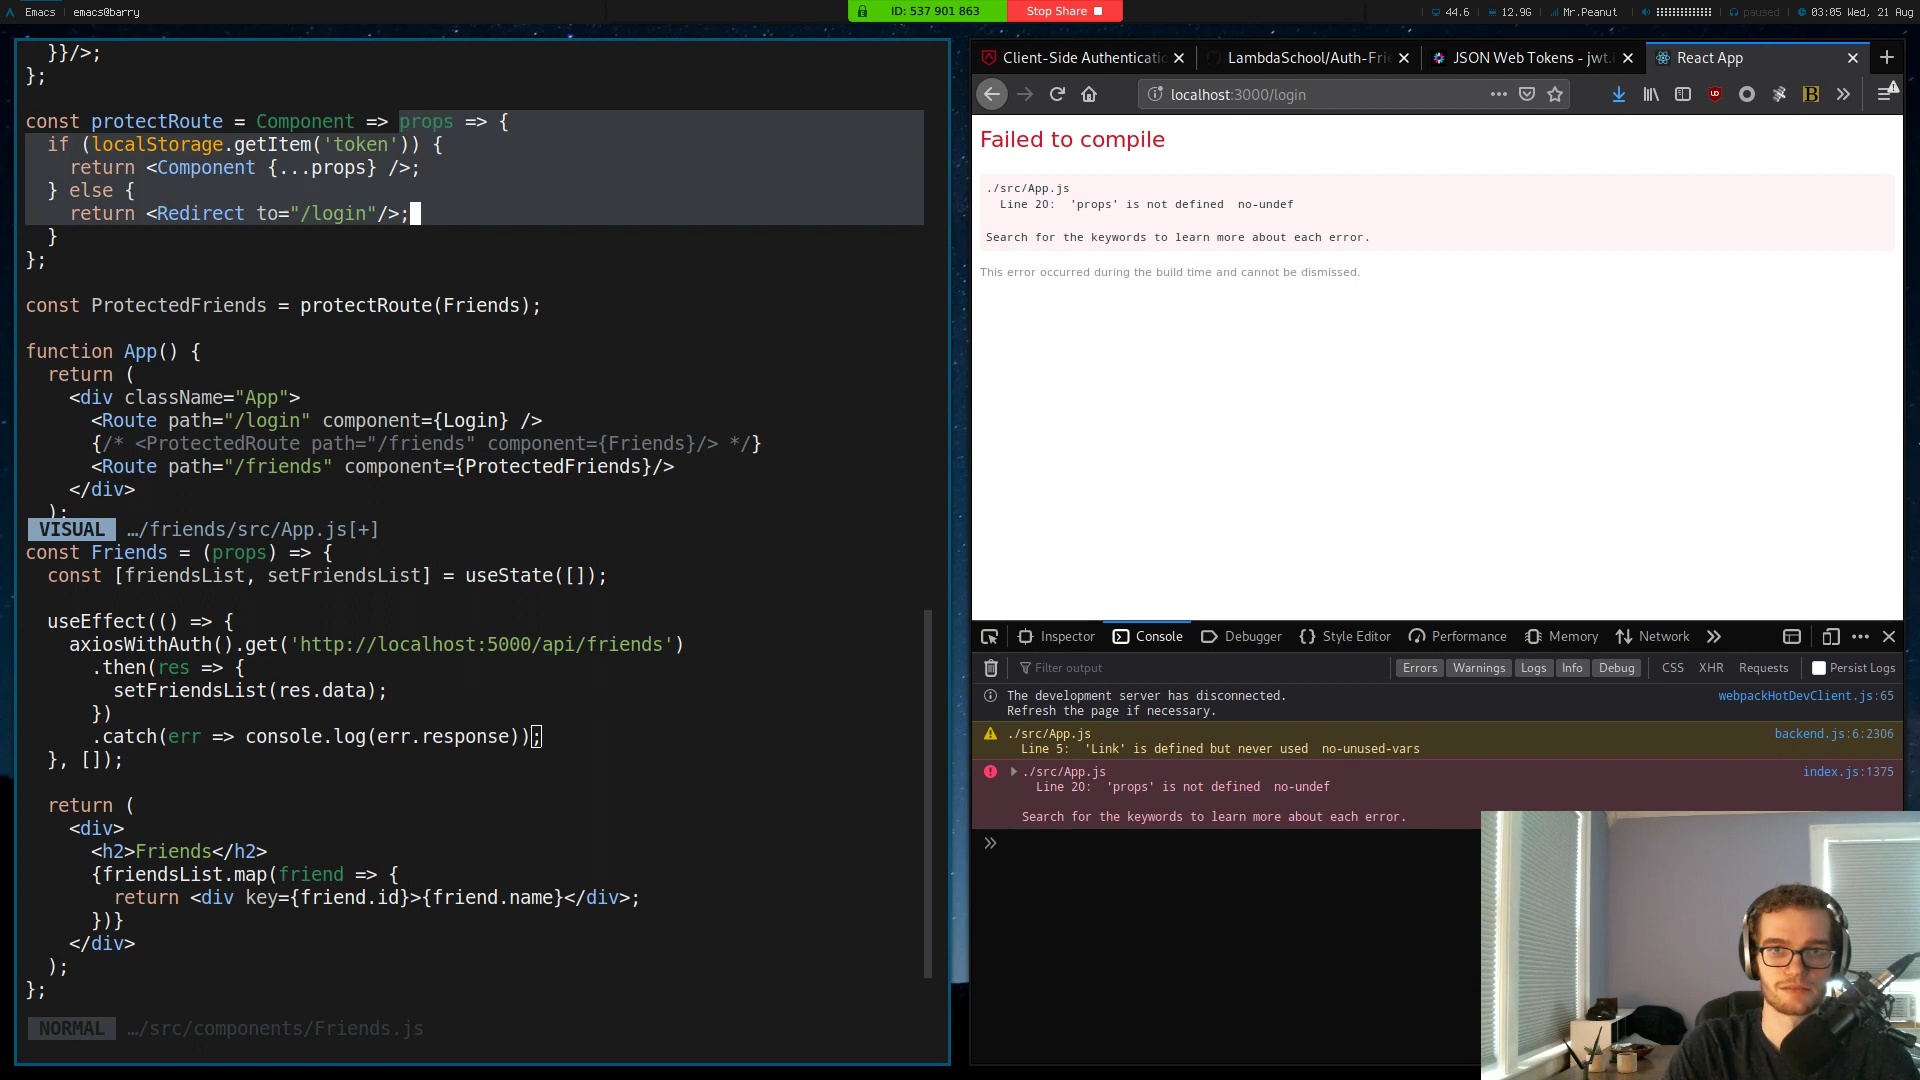 Emacs | emacs@barry
ID: 537 901 863
Stop Share
44.6 12.9G Mr.Peanut paused 03:05 Wed, 21 Aug
}}/>;
};
const protectRoute = Component => props => {
if (localStorage.getItem('token')) {
return <Component {...props} />;
} else {
return <Redirect to="/login"/>;
}
};
const ProtectedFriends = protectRoute(Friends);
function App() {
return (
<div className="App">
<Route path="/login" component={Login} />
{/* <ProtectedRoute path="/friends" component={Friends}/> */}
<Route path="/friends" component={ProtectedFriends}/>
</div>
);
VISUAL …/friends/src/App.js[+]
const Friends = (props) => {
const [friendsList, setFriendsList] = useState([]);
useEffect(() => {
axiosWithAuth().get('http://localhost:5000/api/friends')
.then(res => {
setFriendsList(res.data);
})
.catch(err => console.log(err.response));
}, []);
return (
<div>
<h2>Friends</h2>
{friendsList.map(friend => {
return <div key={friend.id}>{friend.name}</div>;
})}
</div>
);
};
NORMAL …/src/components/Friends.js
Client-Side Authenticatio
LambdaSchool/Auth-Frie
JSON Web Tokens - jwt.i
React App
localhost:3000/login
Failed to compile
./src/App.js
Line 20: 'props' is not defined no-undef
Search for the keywords to learn more about each error.
This error occurred during the build time and cannot be dismissed.
Inspector Console Debugger Style Editor Performance Memory Network
Filter output Errors Warnings Logs Info Debug CSS XHR Requests Persist Logs
The development server has disconnected. webpackHotDevClient.js:65
Refresh the page if necessary.
./src/App.js backend.js:6:2306
Line 5: 'Link' is defined but never used no-unused-vars
./src/App.js index.js:1375
Line 20: 'props' is not defined no-undef
Search for the keywords to learn more about each error.